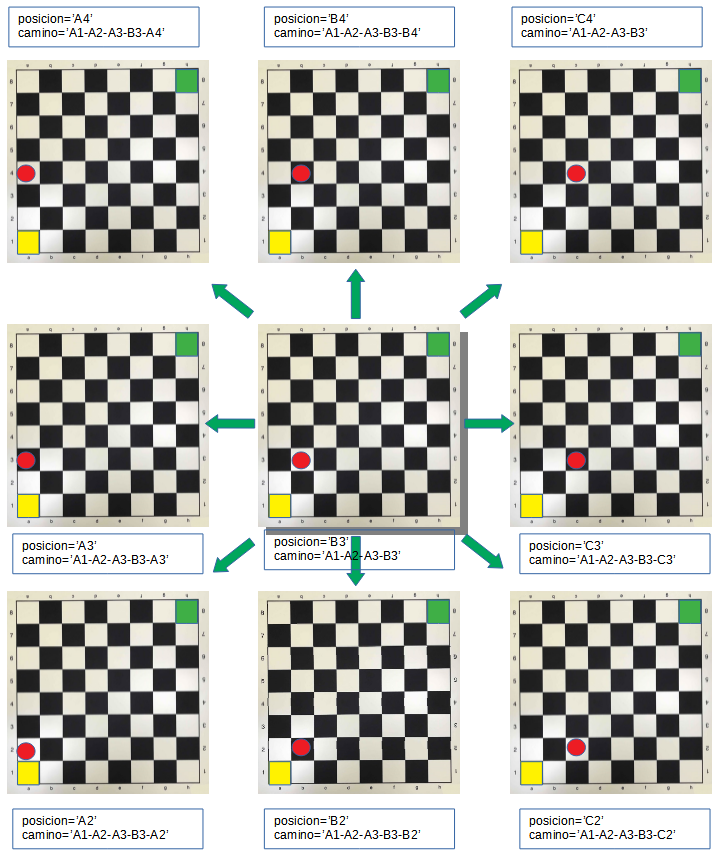 posicion='A4'
camino='A1-A2-A3-B3-A4'
posicion='B4'
camino='A1-A2-A3-B3-B4'
posicion='C4'
camino='A1-A2-A3-B3'
posicion='A3'
camino='A1-A2-A3-B3-A3'
posicion='B3'
camino='A1-A2-A3-B3'
posicion='C3'
camino='A1-A2-A3-B3-C3'
posicion='A2'
camino='A1-A2-A3-B3-A2'
posicion='B2'
camino='A1-A2-A3-B3-B2'
posicion='C2'
camino='A1-A2-A3-B3-C2'